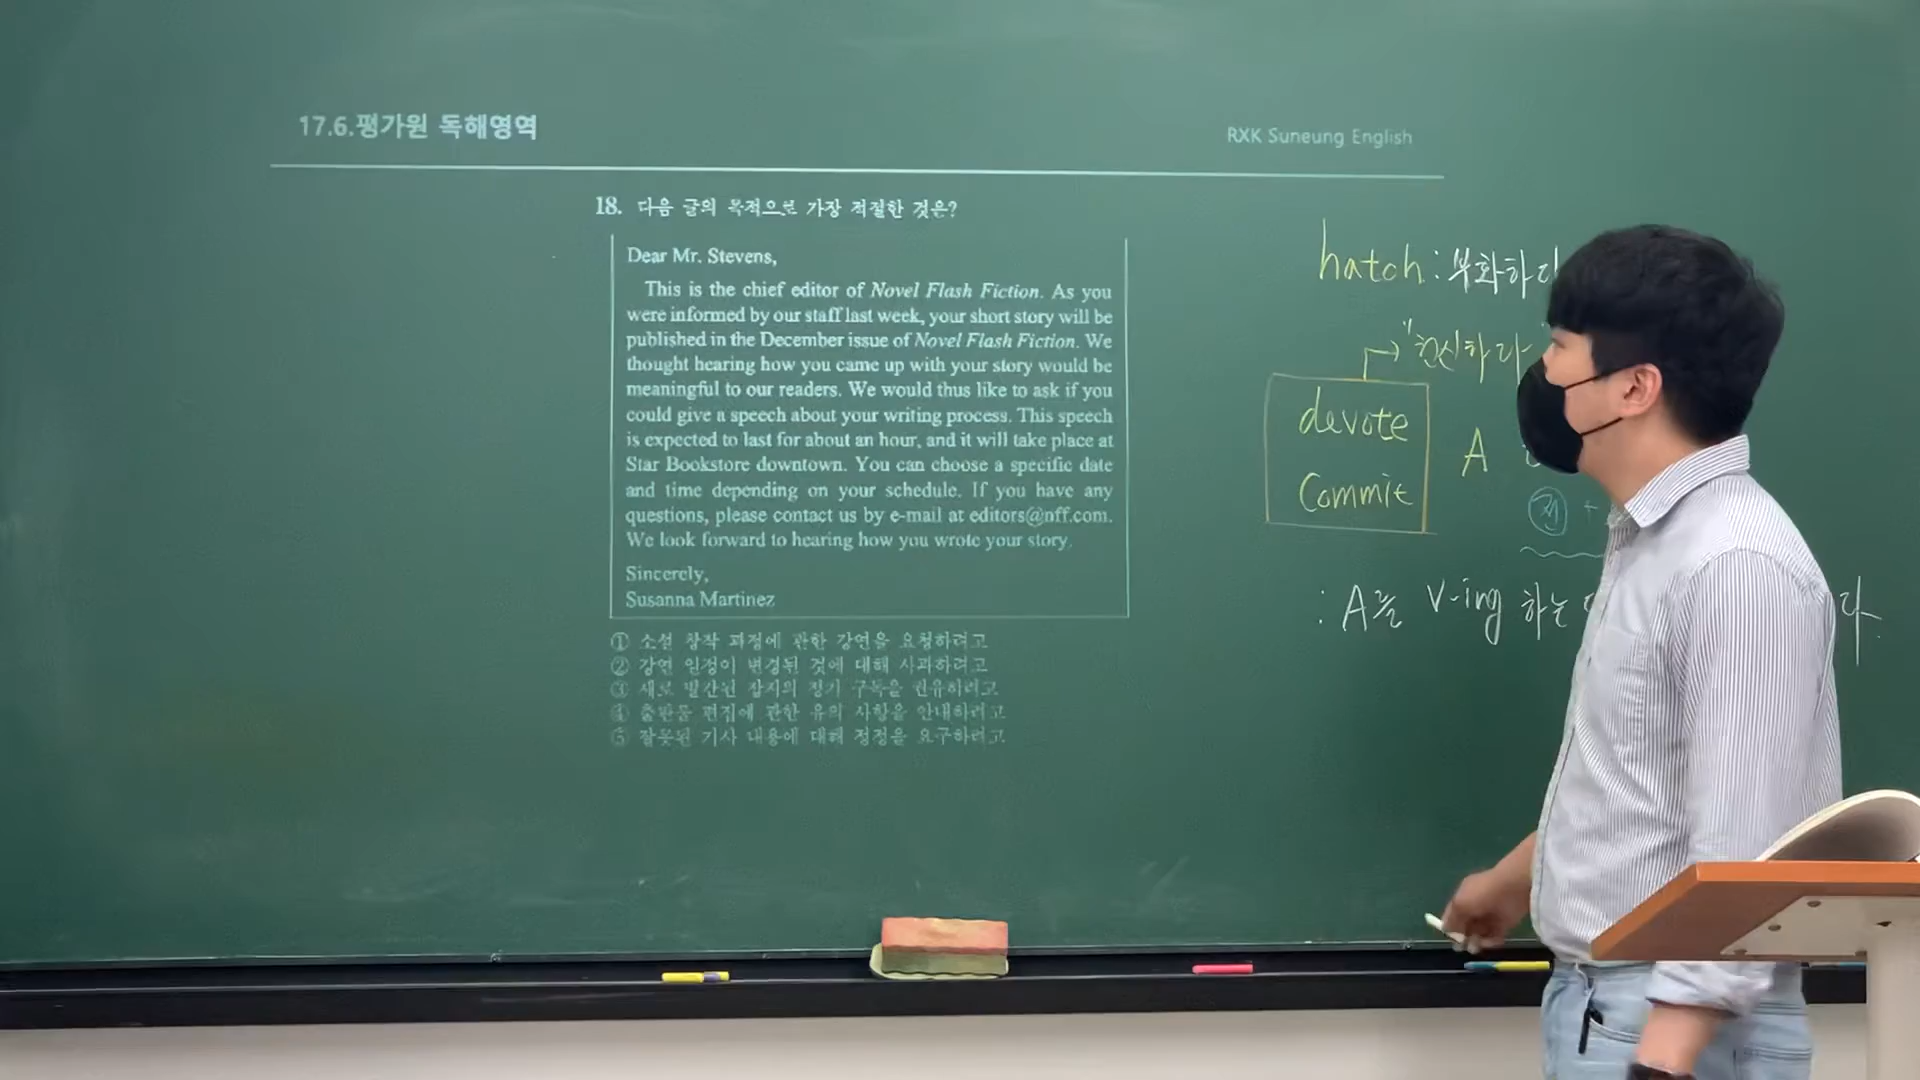 17.6.평가원 독해영역
RXK Suneung English
18. 다음 글의 목적으로 가장 적절한 것은?
Dear Mr. Stevens,
This is the chief editor of Novel Flash Fiction. As you
were informed by our staff last week, your short story will be
published in the December issue of Novel Flash Fiction. We
thought hearing how you came up with your story would be
meaningful to our readers. We would thus like to ask if you
could give a speech about your writing process. This speech
is expected to last for about an hour, and it will take place at
Star Bookstore downtown. You can choose a specific date
and time depending on your schedule. If you have any
questions, please contact us by e-mail at editors@nff.com.
We look forward to hearing how you wrote your story.
Sincerely,
Susanna Martinez
① 소설 창작 과정에 관한 강연을 요청하려고
② 강연 일정이 변경된 것에 대해 사과하려고
③ 새로 발간된 잡지의 정기 구독을 권유하려고
④ 출판물 편집에 관한 유의 사항을 안내하려고
⑤ 잘못된 기사 내용에 대해 정정을 요구하려고
hatch : 부화하다
"헌신하다"
devote
commit
A
전 +
: A를 V-ing 하는 다.